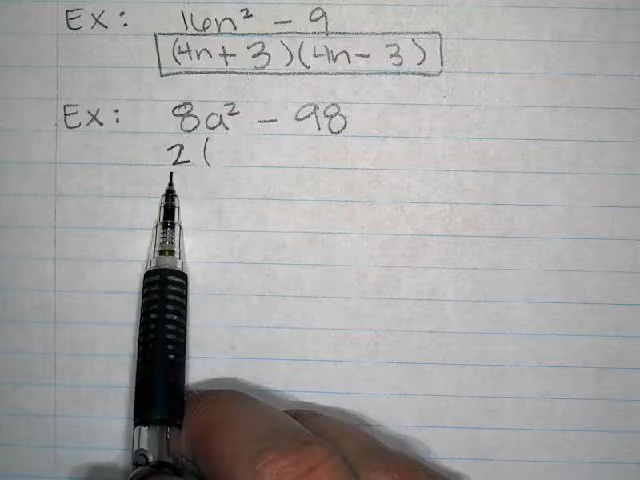 Ex: 16n² - 9
(4n + 3)(4n - 3)
Ex: 8a² - 98
2 (